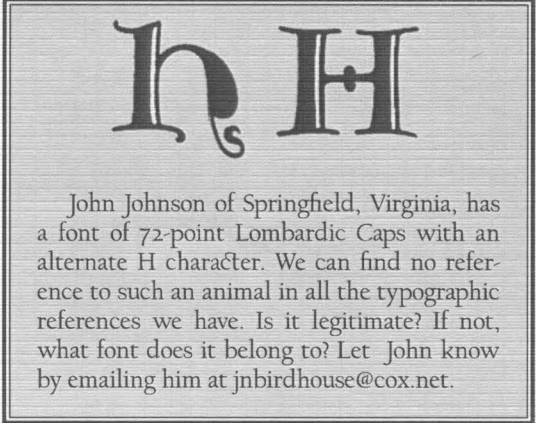 h H
John Johnson of Springfield, Virginia, has
a font of 72-point Lombardic Caps with an
alternate H character. We can find no refer-
ence to such an animal in all the typographic
references we have. Is it legitimate? If not,
what font does it belong to? Let John know
by emailing him at jnbirdhouse@cox.net.